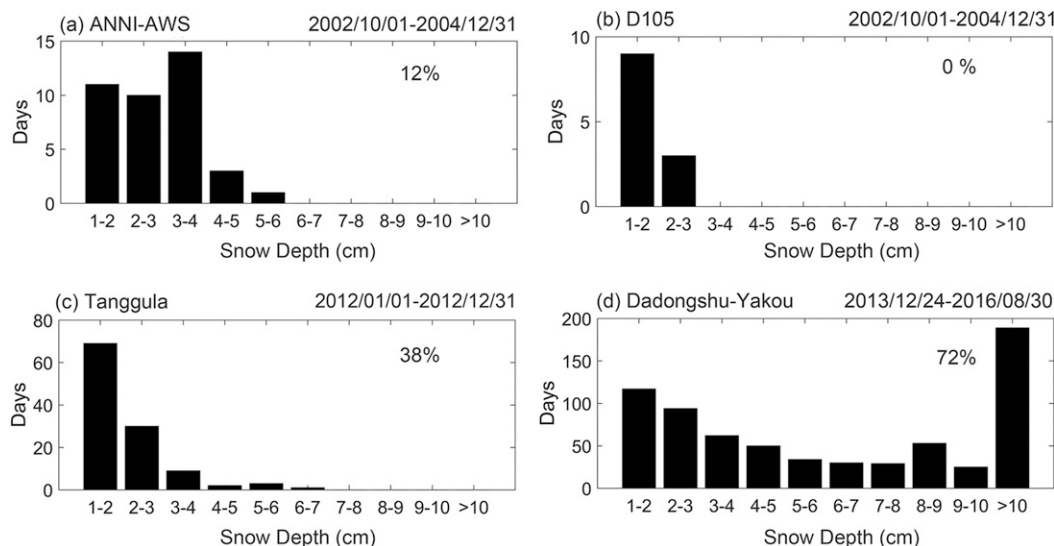 (a) ANNI-AWS 2002/10/01-2004/12/31
15
12%
10
Days
5
0
1-2 2-3 3-4 4-5 5-6 6-7 7-8 8-9 9-10 >10
Snow Depth (cm)
(b) D105 2002/10/01-2004/12/31
10
0 %
Days
5
0
1-2 2-3 3-4 4-5 5-6 6-7 7-8 8-9 9-10 >10
Snow Depth (cm)
(c) Tanggula 2012/01/01-2012/12/31
80
38%
60
Days
40
20
0
1-2 2-3 3-4 4-5 5-6 6-7 7-8 8-9 9-10 >10
Snow Depth (cm)
(d) Dadongshu-Yakou 2013/12/24-2016/08/30
200
72%
150
Days
100
50
0
1-2 2-3 3-4 4-5 5-6 6-7 7-8 8-9 9-10 >10
Snow Depth (cm)